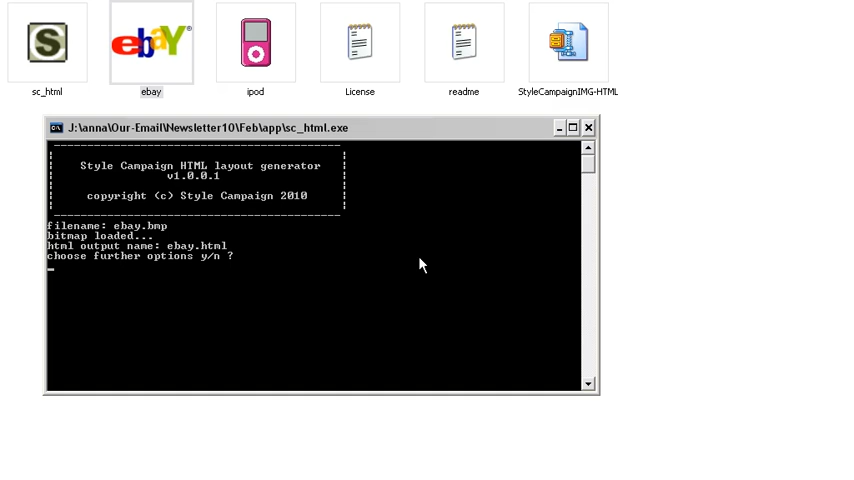 S
ebaY®
sc_html
ebay
ipod
License
readme
StyleCampaignIMG-HTML
J:\anna\Our-Email\Newsletter10\Feb\app\sc_html.exe
Style Campaign HTML layout generator
v1.0.0.1
copyright (c) Style Campaign 2010
filename: ebay.bmp
bitmap loaded...
html output name: ebay.html
choose further options y/n ?